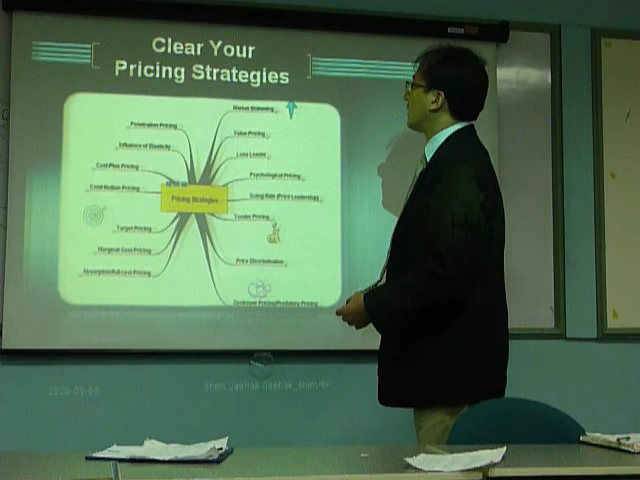 Clear Your
Pricing Strategies
Market Skimming
Penetration Pricing
Value Pricing
Influence of Elasticity
Loss Leader
Cost-Plus Pricing
Psychological Pricing
Contribution Pricing
Pricing Strategies
Going Rate (Price Leadership)
Tender Pricing
Target Pricing
Marginal Cost Pricing
Price Discrimination
Absorption/full cost Pricing
Destroyer Pricing/Predatory Pricing